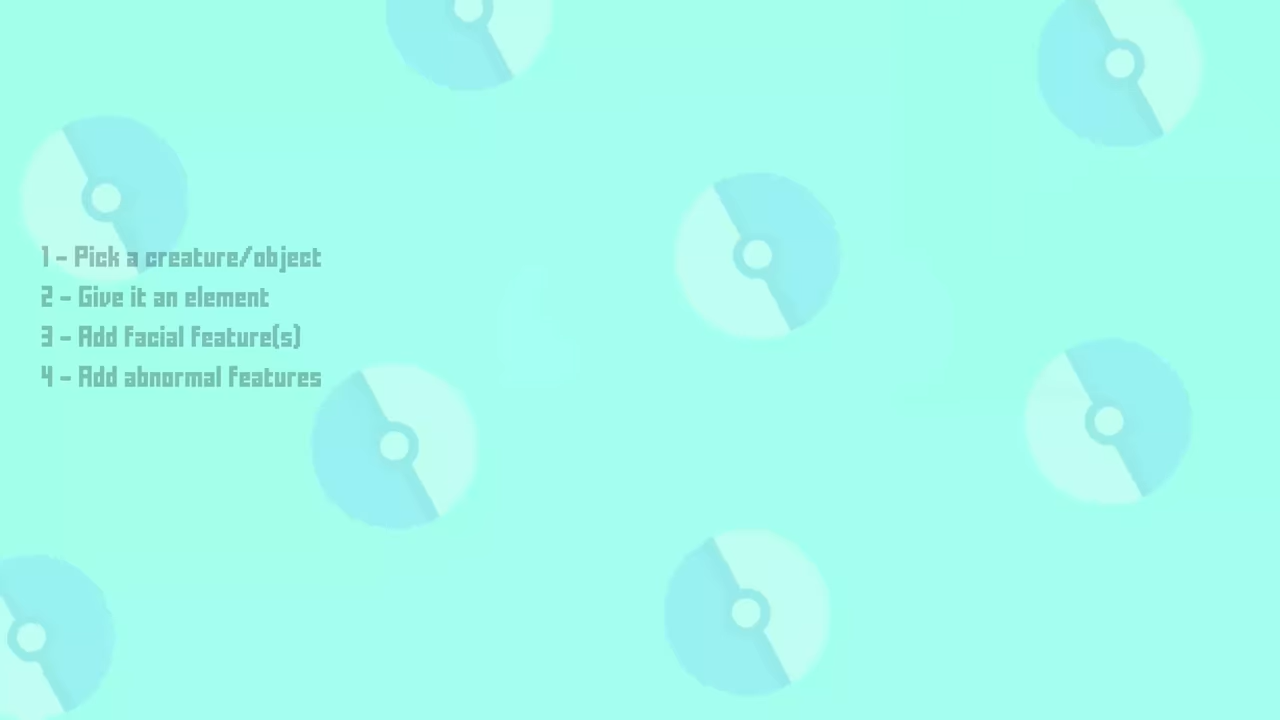 1 - Pick a creature/object
2 - Give it an element
3 - Add facial feature(s)
4 - Add abnormal features